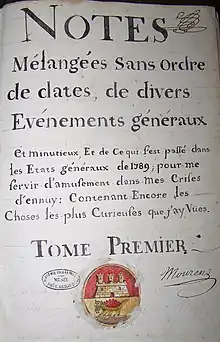 Notes
Mélangées Sans Ordre
de dates, de divers
Evénements généraux
Et Minutieux, Et de Ce qui s'est passé dans
les Etats généraux de 1789; pour me
servir d'amusement dans Mes Crises
d'ennuy: Contenant Encore les
Choses les plus Curieuses que j'ay Vues.
Tome Premier
Mouren
MUSÉE